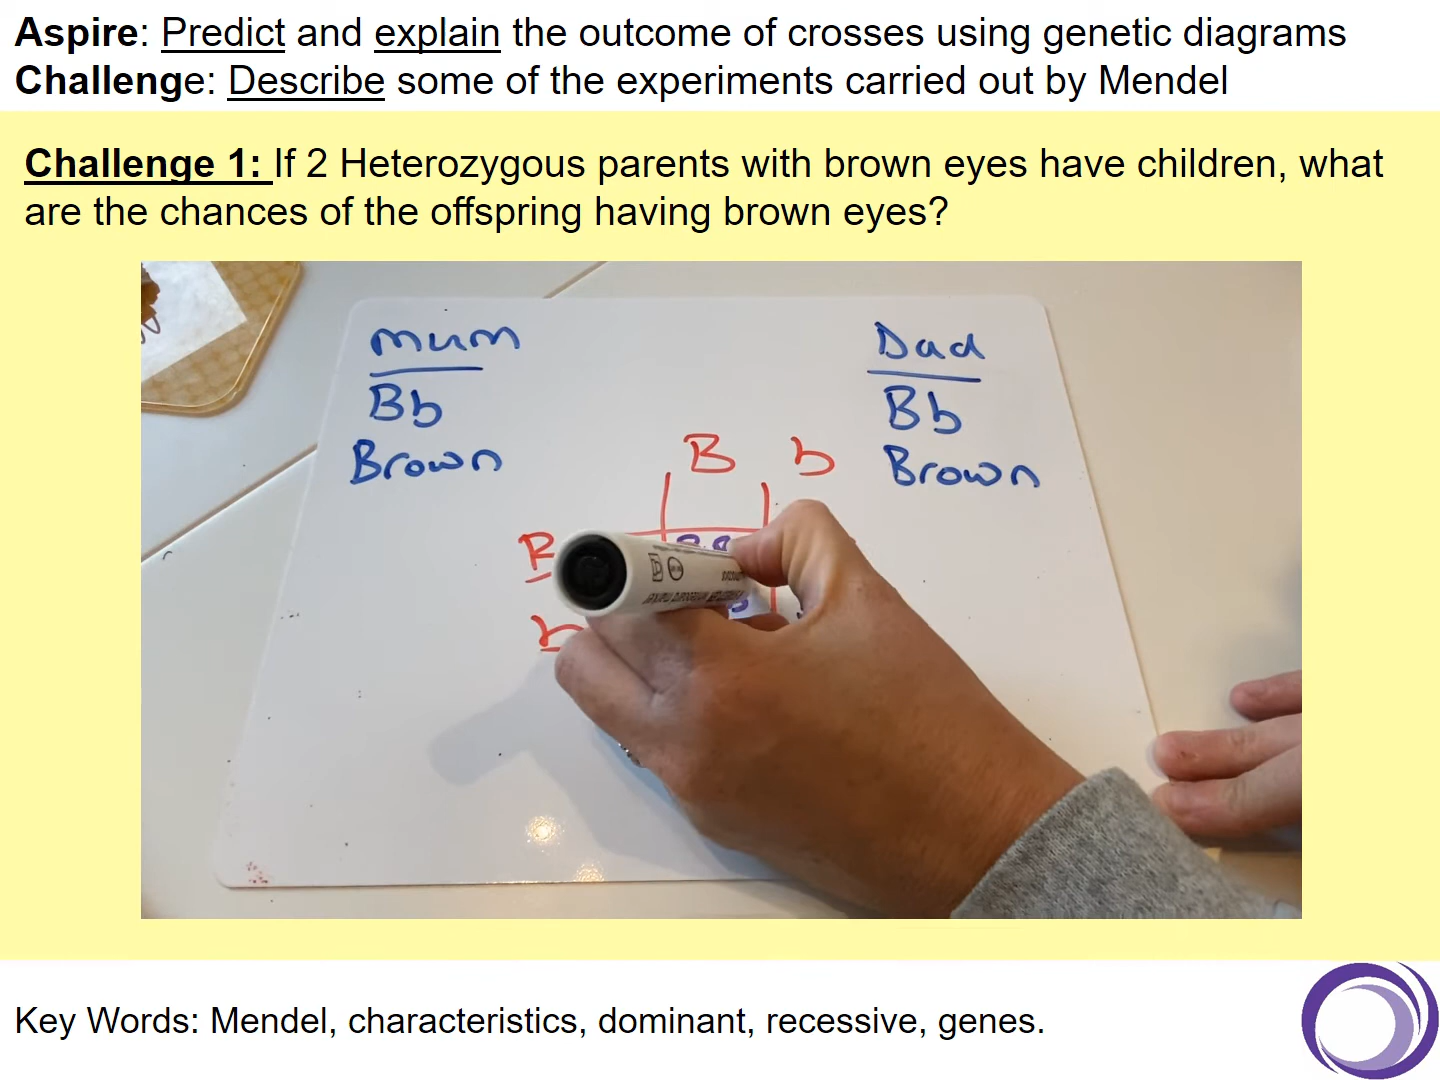 Aspire: Predict and explain the outcome of crosses using genetic diagrams
Challenge: Describe some of the experiments carried out by Mendel
Challenge 1: If 2 Heterozygous parents with brown eyes have children, what
are the chances of the offspring having brown eyes?
Mum
Bb
Brown
Dad
Bb
Brown
B b
B
b
Key Words: Mendel, characteristics, dominant, recessive, genes.